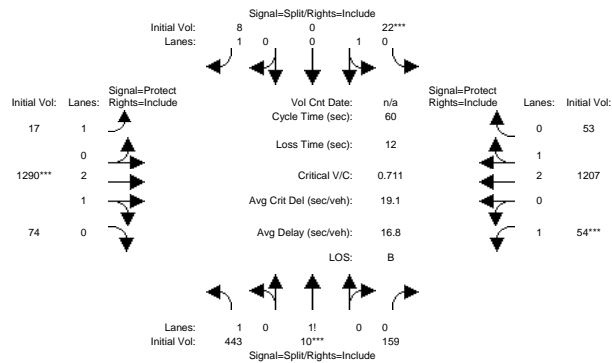 Signal=Split/Rights=Include
Initial Vol: 8 0 22***
Lanes: 1 0 0 1 0
Signal=Protect Signal=Protect
Initial Vol: Lanes: Rights=Include Vol Cnt Date: n/a Rights=Include Lanes: Initial Vol:
Cycle Time (sec): 60
17 1 0 53
Loss Time (sec): 12
0 1
1290*** 2 Critical V/C: 0.711 2 1207
1 Avg Crit Del (sec/veh): 19.1 0
74 0 Avg Delay (sec/veh): 16.8 1 54***
LOS: B
Lanes: 1 0 1! 0 0
Initial Vol: 443 10*** 159
Signal=Split/Rights=Include